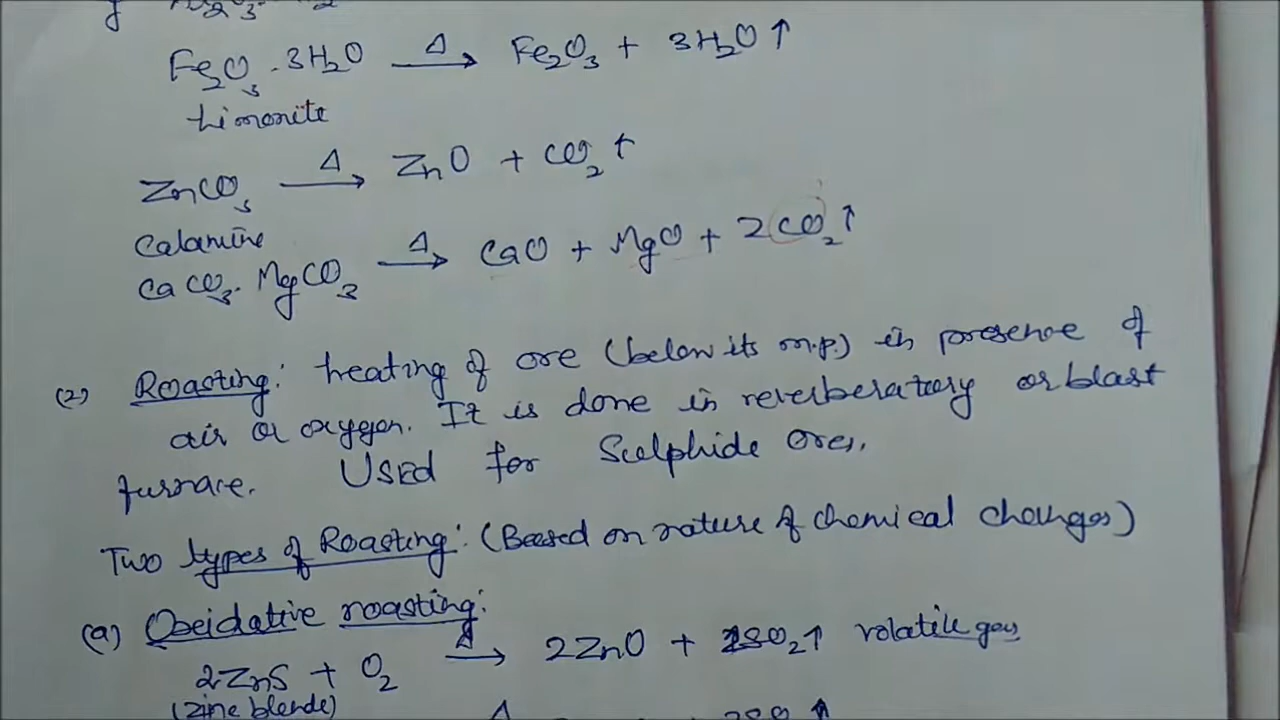 Fe₂O₃.3H₂O —Δ→ Fe₂O₃ + 3H₂O↑
Limonite
ZnCO₃ —Δ→ ZnO + CO₂↑
Calamine
CaCO₃.MgCO₃ —Δ→ CaO + MgO + 2CO₂↑
(2) Roasting: heating of ore (below its m.p.) in presence of
air or oxygen. It is done in reverberatory or blast
furnace. Used for Sulphide Ores.
Two types of Roasting: (Based on nature of chemical changes)
(a) Oxidative roasting:
2ZnS + O₂ —Δ→ 2ZnO + 2SO₂↑ volatile gas
(zinc blende)